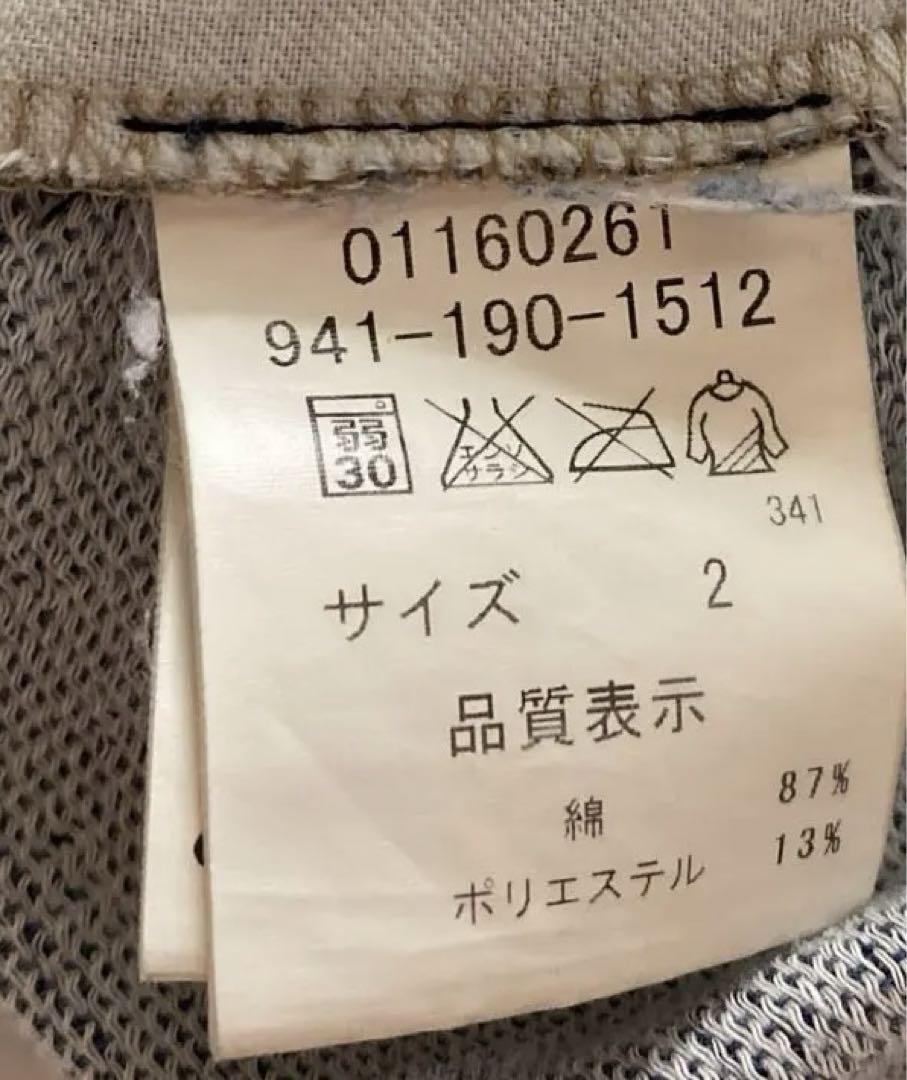 01160261
941-190-1512
弱
30
エンソ
サラシ
341
サイズ 2
品質表示
綿 87%
ポリエステル 13%